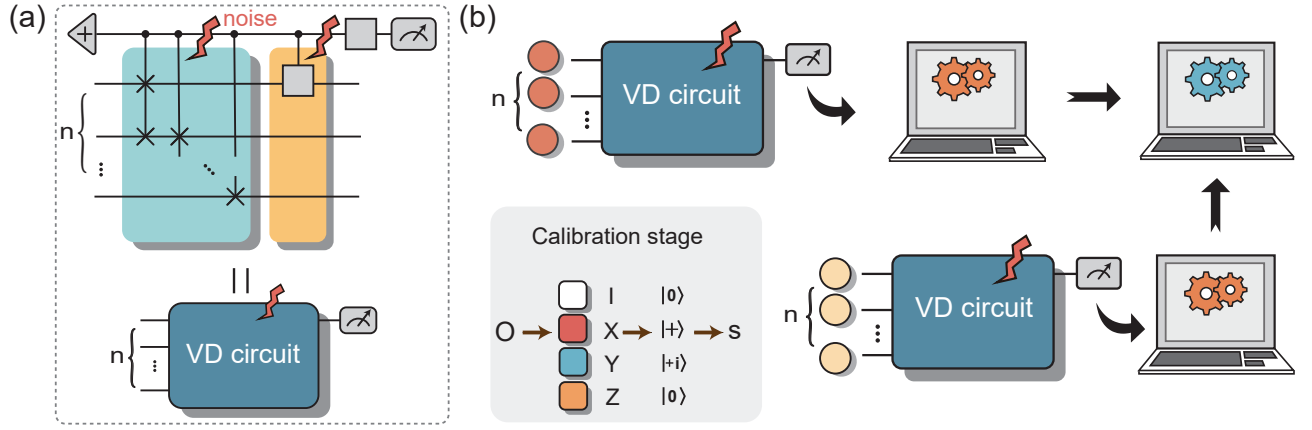 (a)
+
noise
n
...
...
n
...
VD circuit
(b)
n
...
VD circuit
Calibration stage
O
I |0⟩
X |+⟩ s
Y |+i⟩
Z |0⟩
n
...
VD circuit